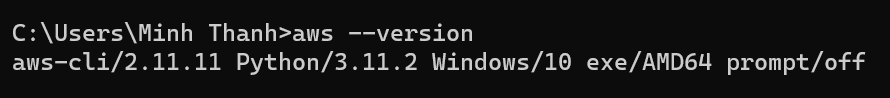 C:\Users\Minh Thanh>aws --version
aws-cli/2.11.11 Python/3.11.2 Windows/10 exe/AMD64 prompt/off